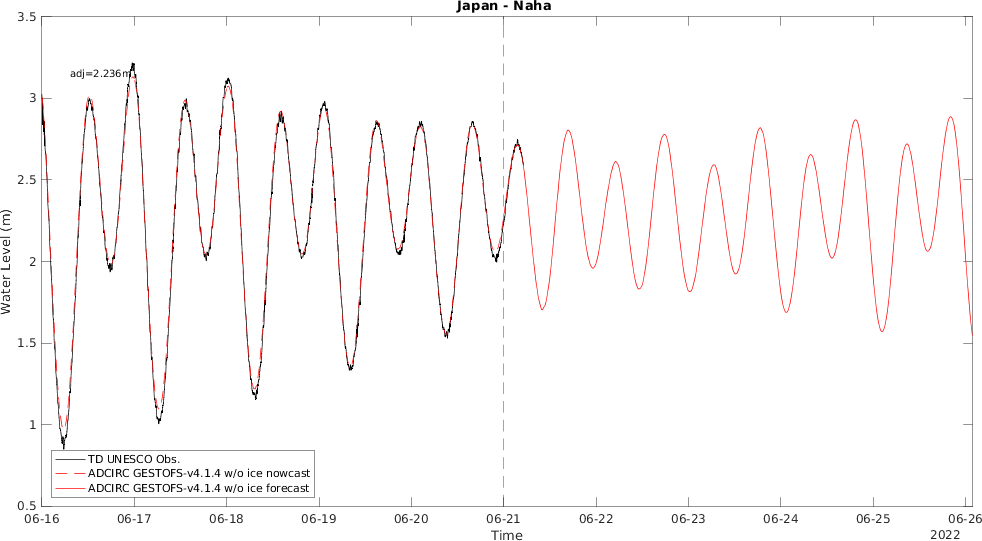 Japan - Naha
3.5
3
2.5
2
1.5
1
0.5
Water Level (m)
adj=2.236m
TD UNESCO Obs.
ADCIRC GESTOFS-v4.1.4 w/o ice nowcast
ADCIRC GESTOFS-v4.1.4 w/o ice forecast
06-16 06-17 06-18 06-19 06-20 06-21 06-22 06-23 06-24 06-25 06-26
Time
2022